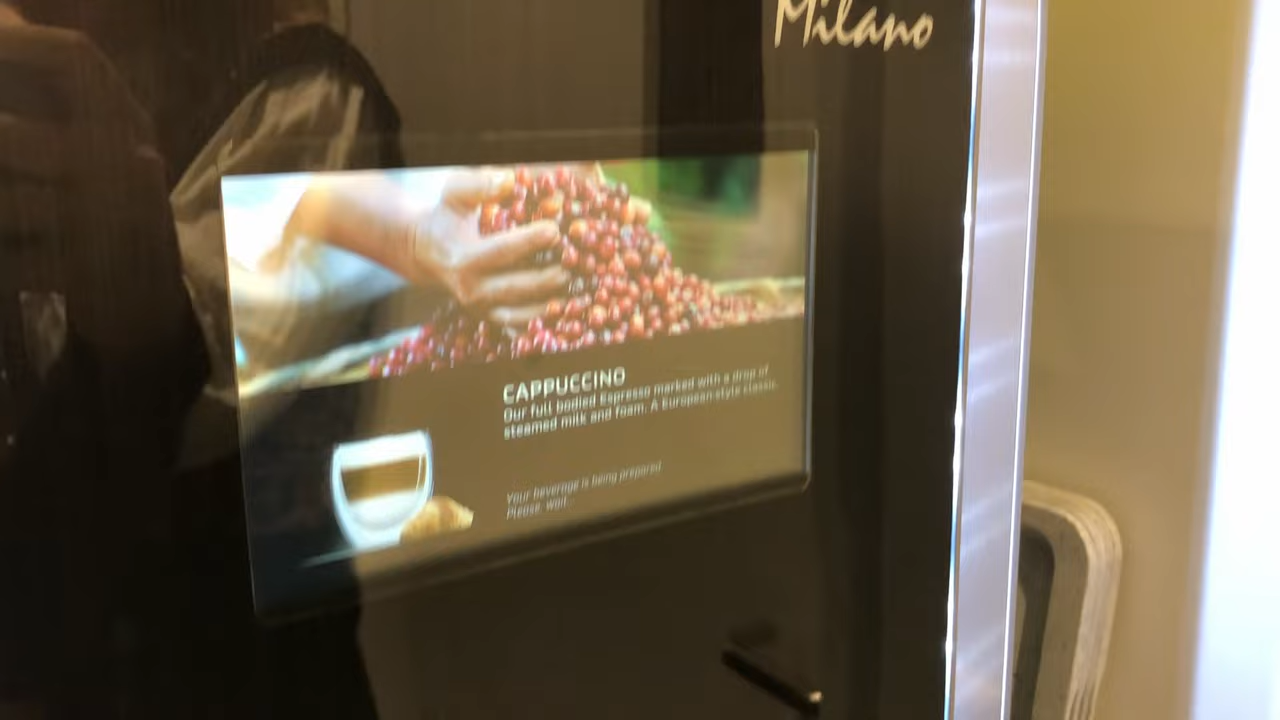 Milano
CAPPUCCINO
Our full bodied Espresso marked with a drop of
steamed milk and foam. A European-style classic.
Your beverage is being prepared
Please, wait...